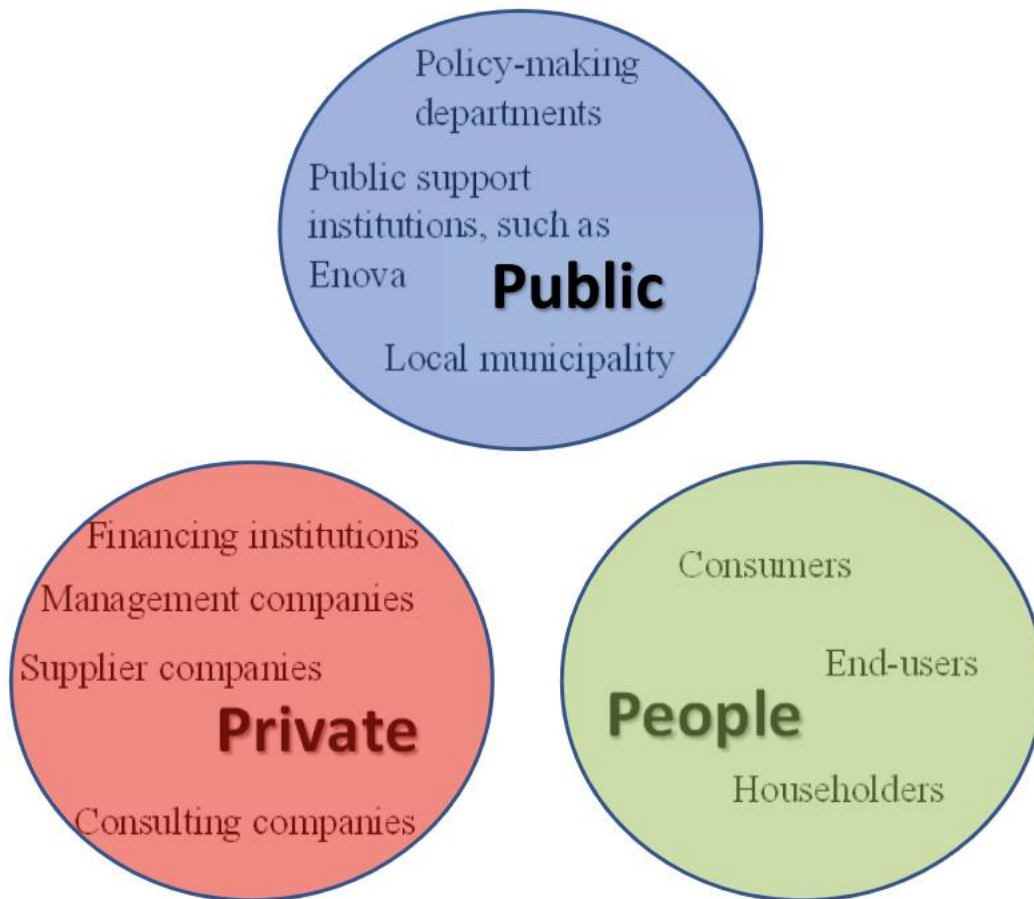 Policy-making
departments
Public support
institutions, such as
Enova
Public
Local municipality
Financing institutions
Management companies
Supplier companies
Private
Consulting companies
Consumers
End-users
People
Householders